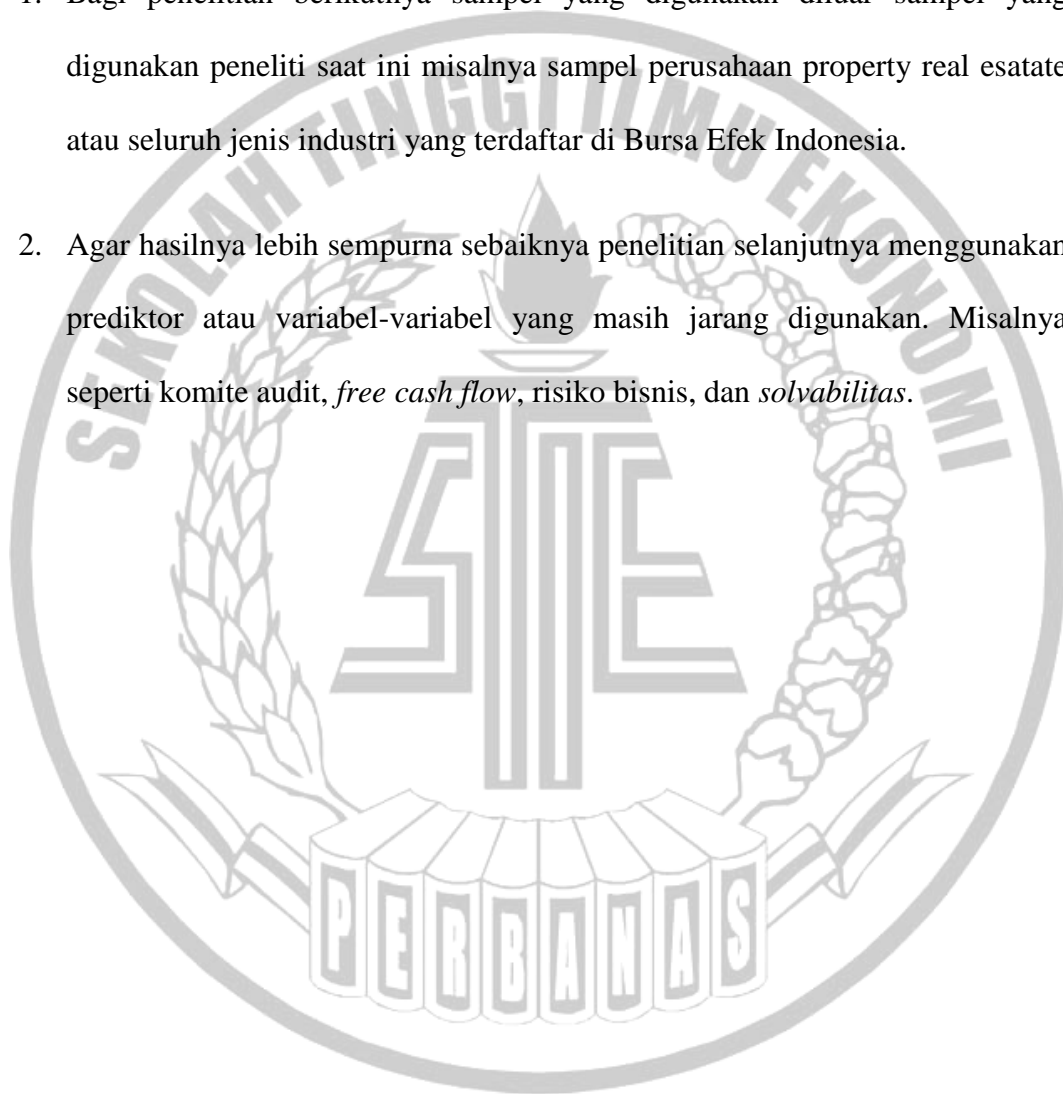 1. Bagi penelitian berikutnya sampel yang digunakan diluar sampel yang
digunakan peneliti saat ini misalnya sampel perusahaan property real esatate
atau seluruh jenis industri yang terdaftar di Bursa Efek Indonesia.
2. Agar hasilnya lebih sempurna sebaiknya penelitian selanjutnya menggunakan
prediktor atau variabel-variabel yang masih jarang digunakan. Misalnya
seperti komite audit, free cash flow, risiko bisnis, dan solvabilitas.
SEKOLAH TINGGI ILMU EKONOMI
STIE
PERBANAS